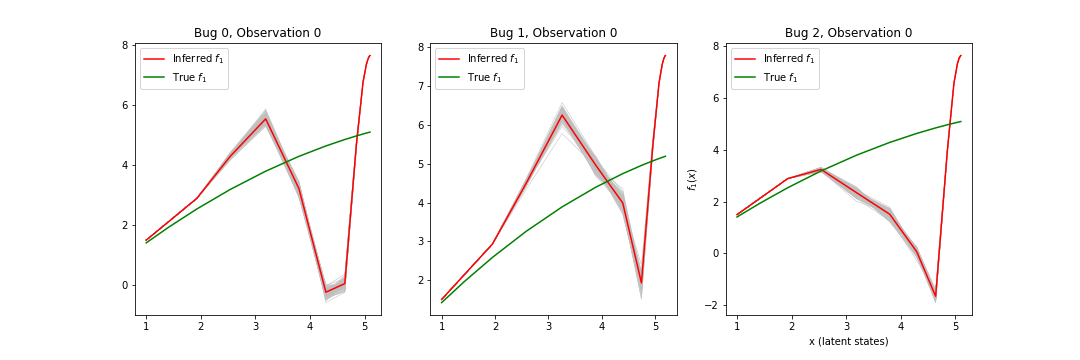 Bug 0, Observation 0
Inferred f₁
True f₁
8
6
4
2
0
1 2 3 4 5
Bug 1, Observation 0
Inferred f₁
True f₁
8
7
6
5
4
3
2
1 2 3 4 5
Bug 2, Observation 0
Inferred f₁
True f₁
f₁(x)
8
6
4
2
0
−2
1 2 3 4 5
x (latent states)